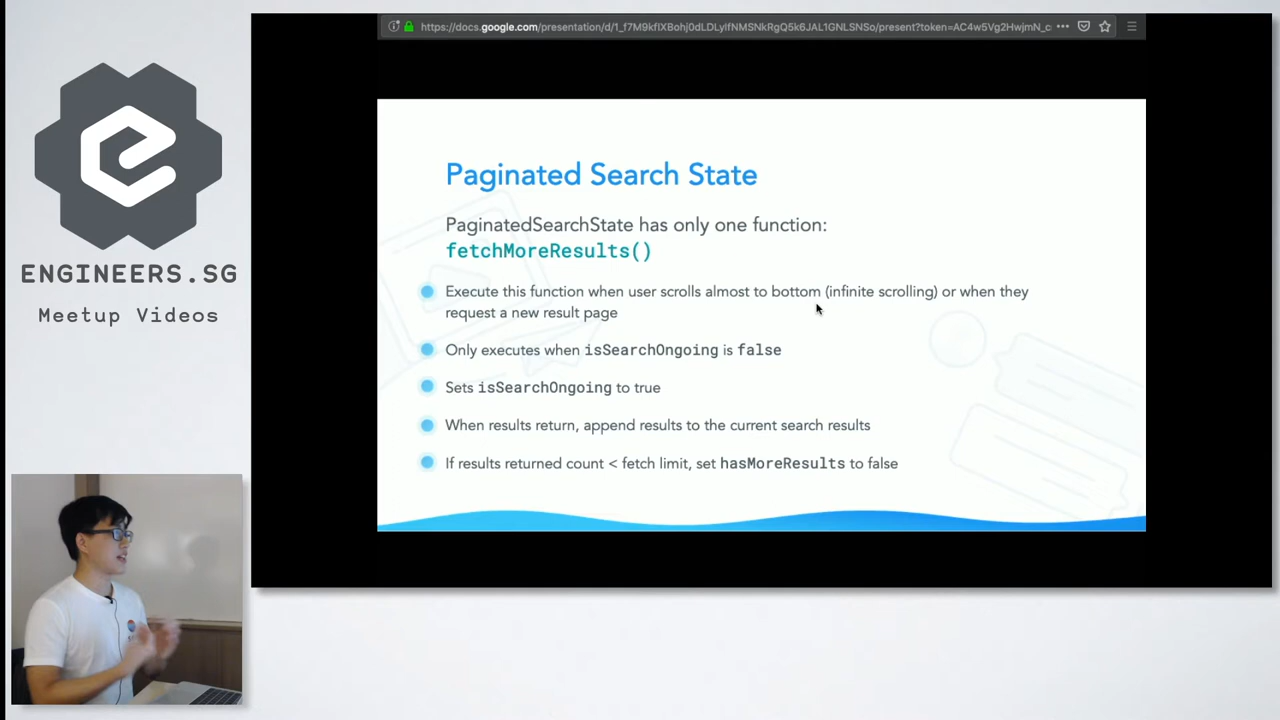 https://docs.google.com/presentation/d/1_f7M9kfIXBohj0dLDLyIfNMSNkRgQ5k6JAL1GNLSNSo/present?token=AC4w5Vg2HwjmN_c
ENGINEERS.SG
Meetup Videos
Paginated Search State
PaginatedSearchState has only one function:
fetchMoreResults()
Execute this function when user scrolls almost to bottom (infinite scrolling) or when they
request a new result page
Only executes when isSearchOngoing is false
Sets isSearchOngoing to true
When results return, append results to the current search results
If results returned count < fetch limit, set hasMoreResults to false